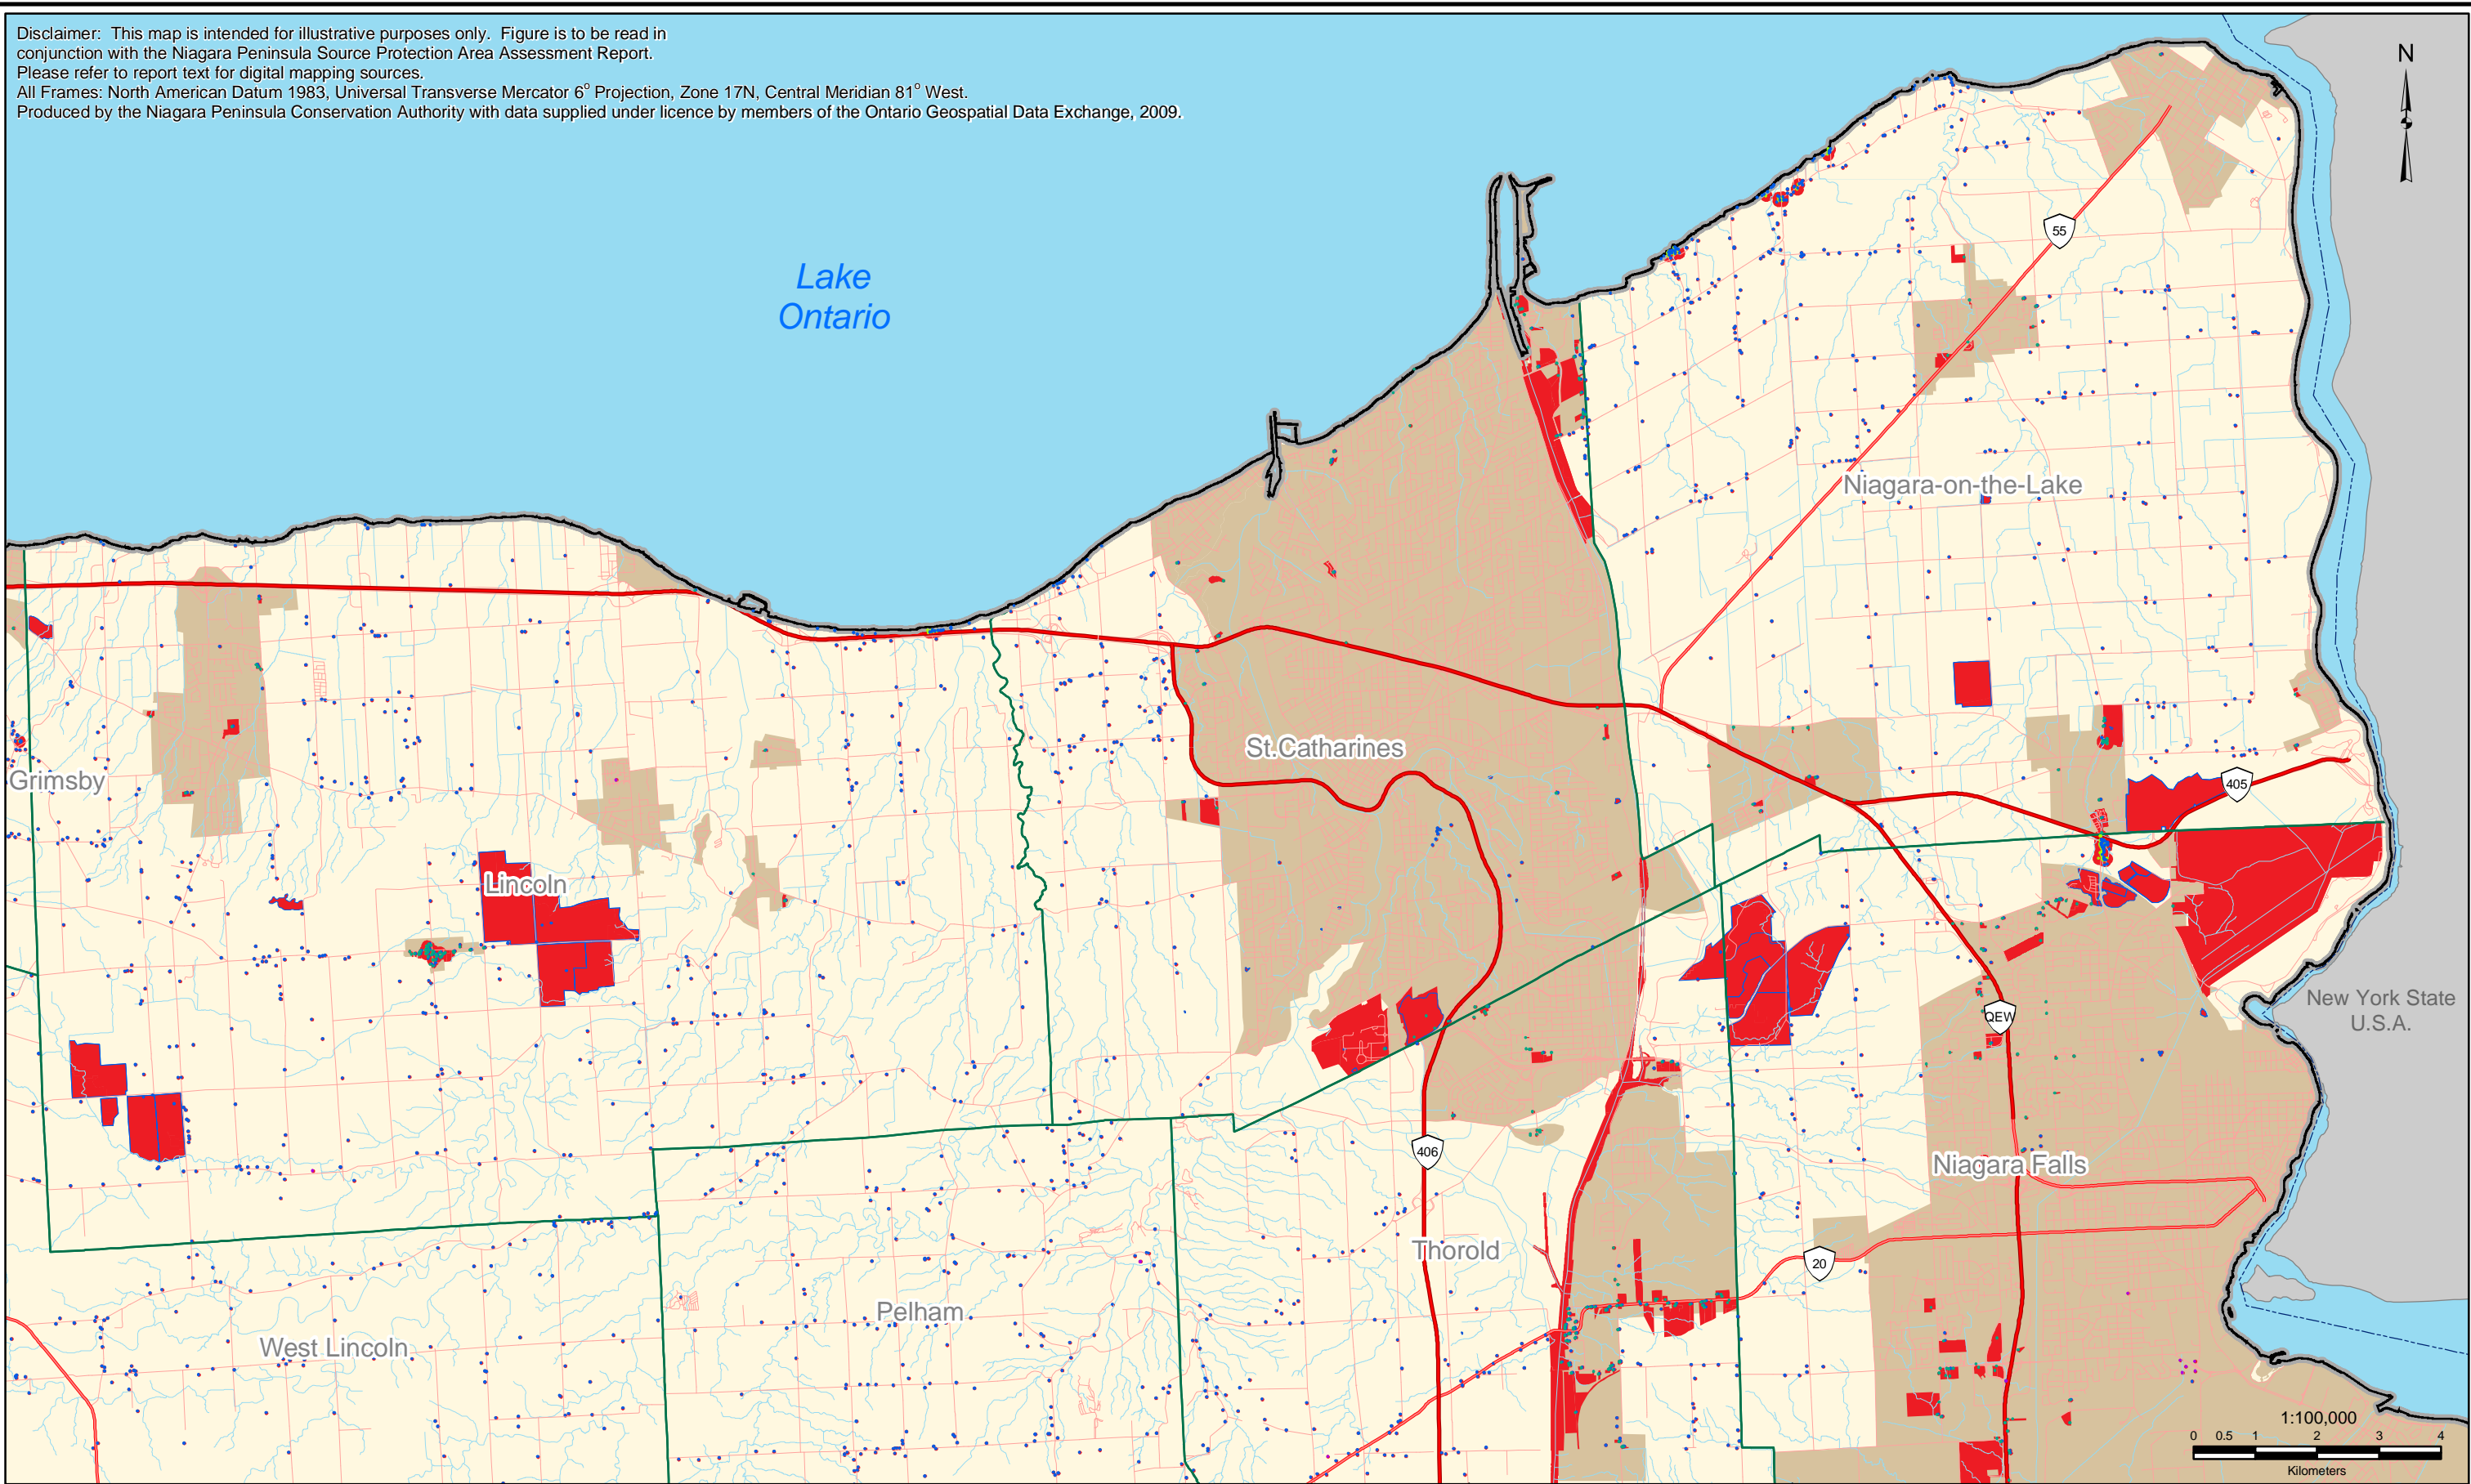 Disclaimer: This map is intended for illustrative purposes only. Figure is to be read in
conjunction with the Niagara Peninsula Source Protection Area Assessment Report.
Please refer to report text for digital mapping sources.
All Frames: North American Datum 1983, Universal Transverse Mercator 6° Projection, Zone 17N, Central Meridian 81° West.
Produced by the Niagara Peninsula Conservation Authority with data supplied under licence by members of the Ontario Geospatial Data Exchange, 2009.
N
Lake
Ontario
55
Niagara-on-the-Lake
St.Catharines
Grimsby
405
Lincoln
New York State
U.S.A.
QEW
406
Niagara Falls
Thorold
20
Pelham
West Lincoln
1:100,000
0 0.5 1 2 3 4
Kilometers